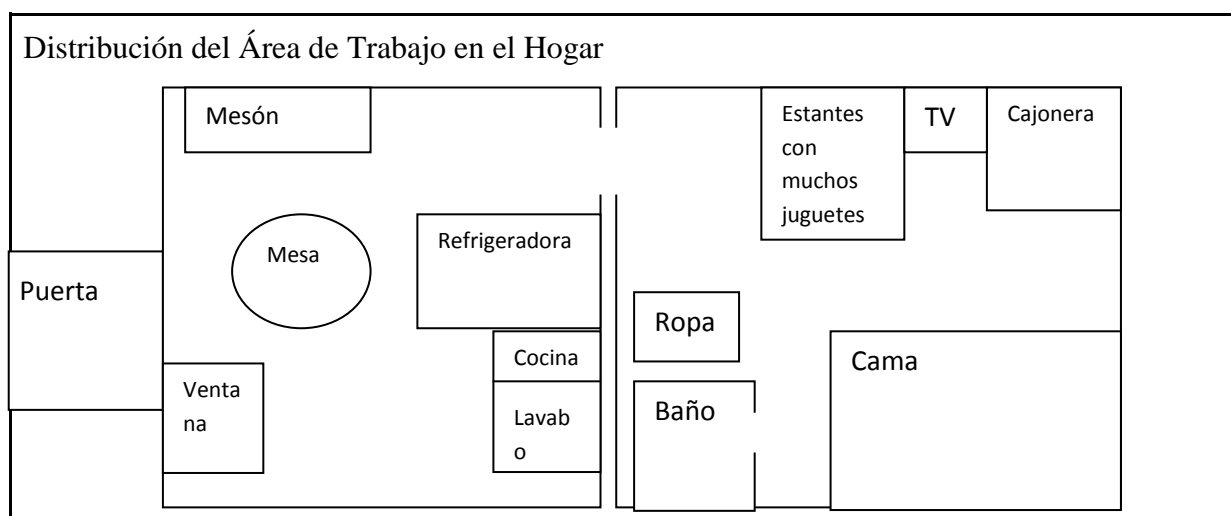 Distribución del Área de Trabajo en el Hogar
Mesón
Estantes
con
muchos
juguetes
TV
Cajonera
Mesa
Refrigeradora
Puerta
Ropa
Cocina
Cama
Venta
na
Lavab
o
Baño